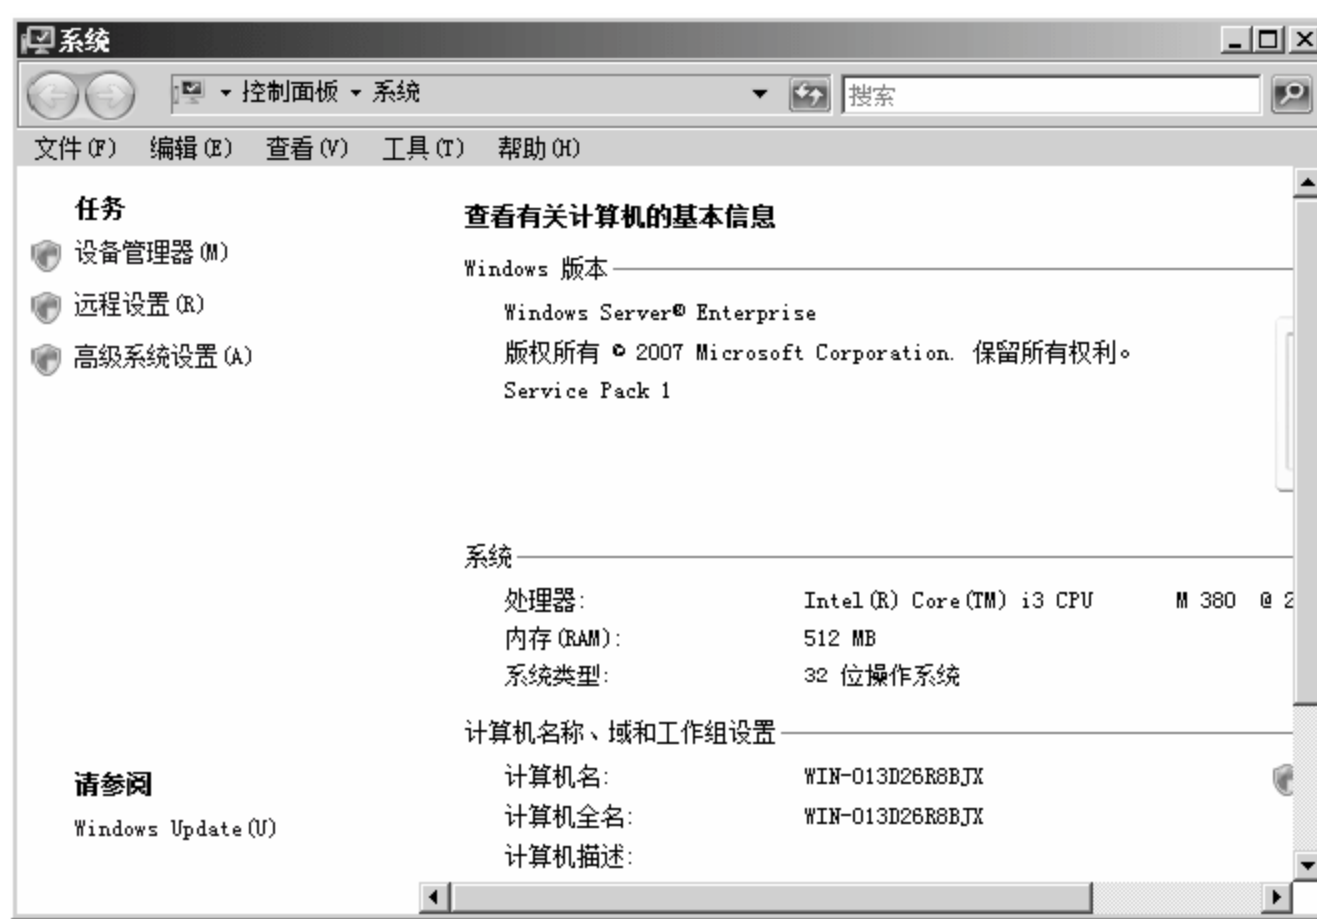 系统
控制面板 系统
搜索
文件(F) 编辑(E) 查看(V) 工具(T) 帮助(H)
任务
设备管理器(M)
远程设置(R)
高级系统设置(A)
请参阅
Windows Update(U)
查看有关计算机的基本信息
Windows 版本
Windows Server® Enterprise
版权所有 © 2007 Microsoft Corporation. 保留所有权利。
Service Pack 1
系统
处理器: Intel(R) Core(TM) i3 CPU M 380 @ 2
内存(RAM): 512 MB
系统类型: 32 位操作系统
计算机名称、域和工作组设置
计算机名: WIN-013D26R8BJX
计算机全名: WIN-013D26R8BJX
计算机描述: